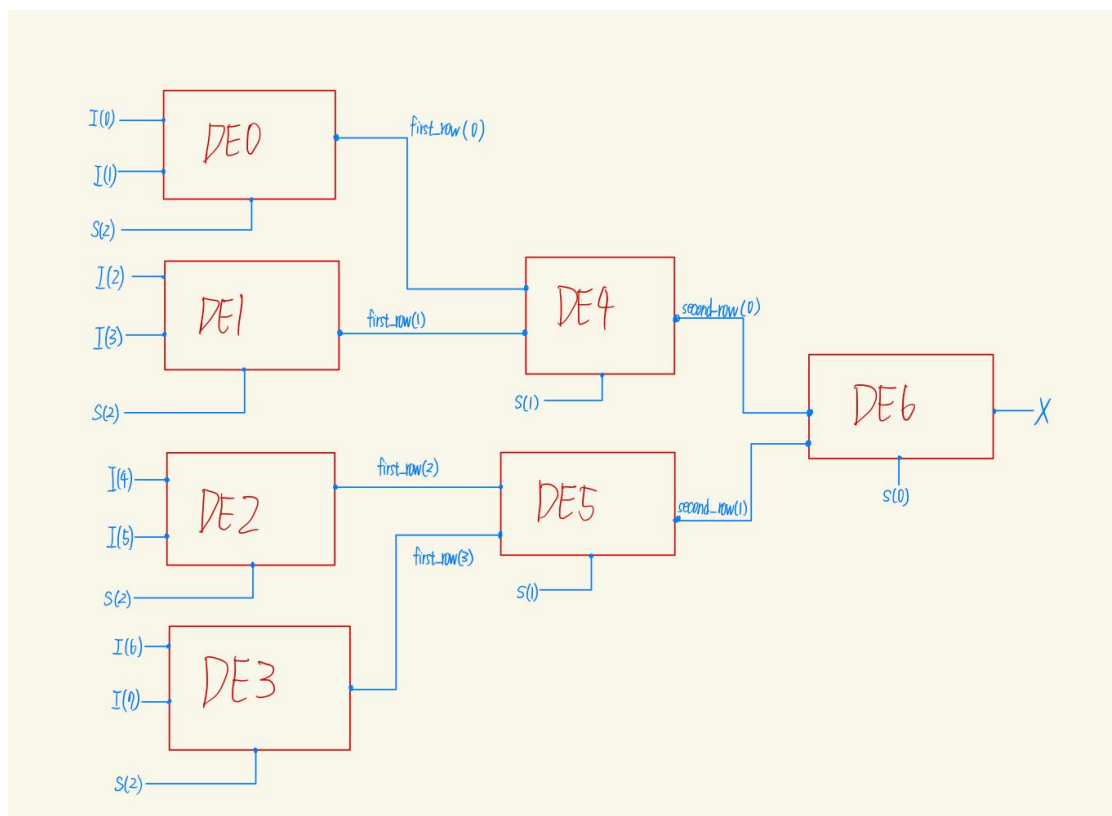 I(0)
I(1)
S(2)
DE0
first_row(0)
I(2)
I(3)
S(2)
DE1
first_row(1)
DE4
S(1)
second_row(0)
DE6
S(0)
X
I(4)
I(5)
S(2)
DE2
first_row(2)
first_row(3)
DE5
S(1)
second_row(1)
I(6)
I(7)
S(2)
DE3